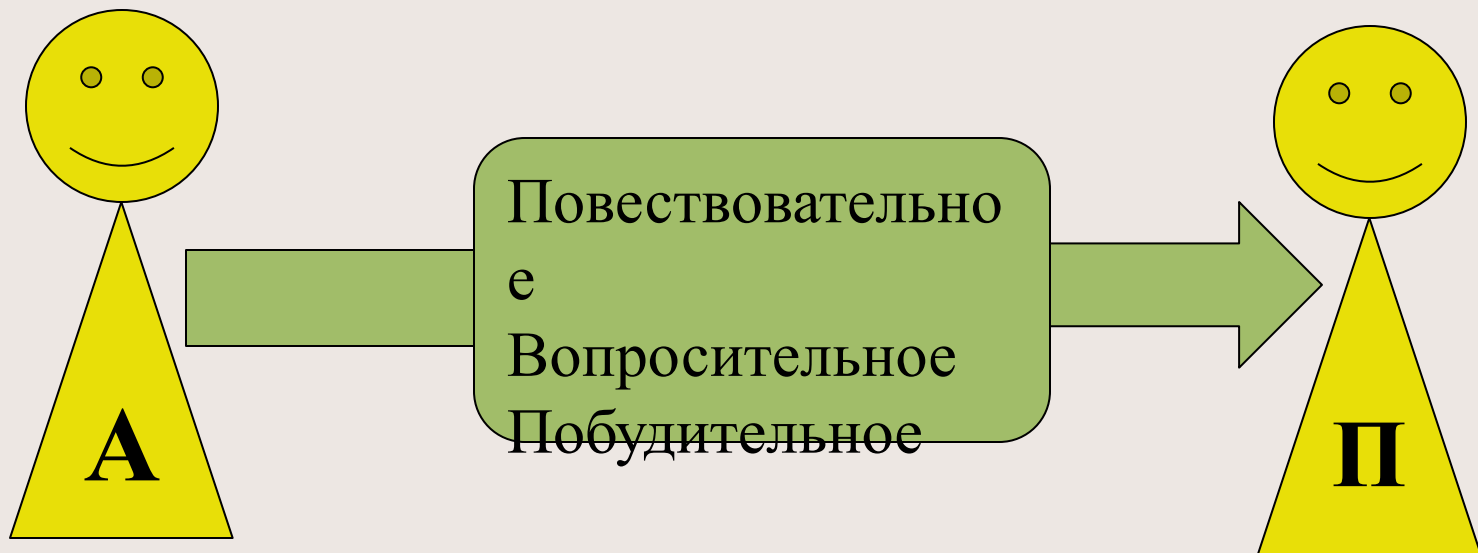 Повествовательно
е
Вопросительное
Побудительное
А
П